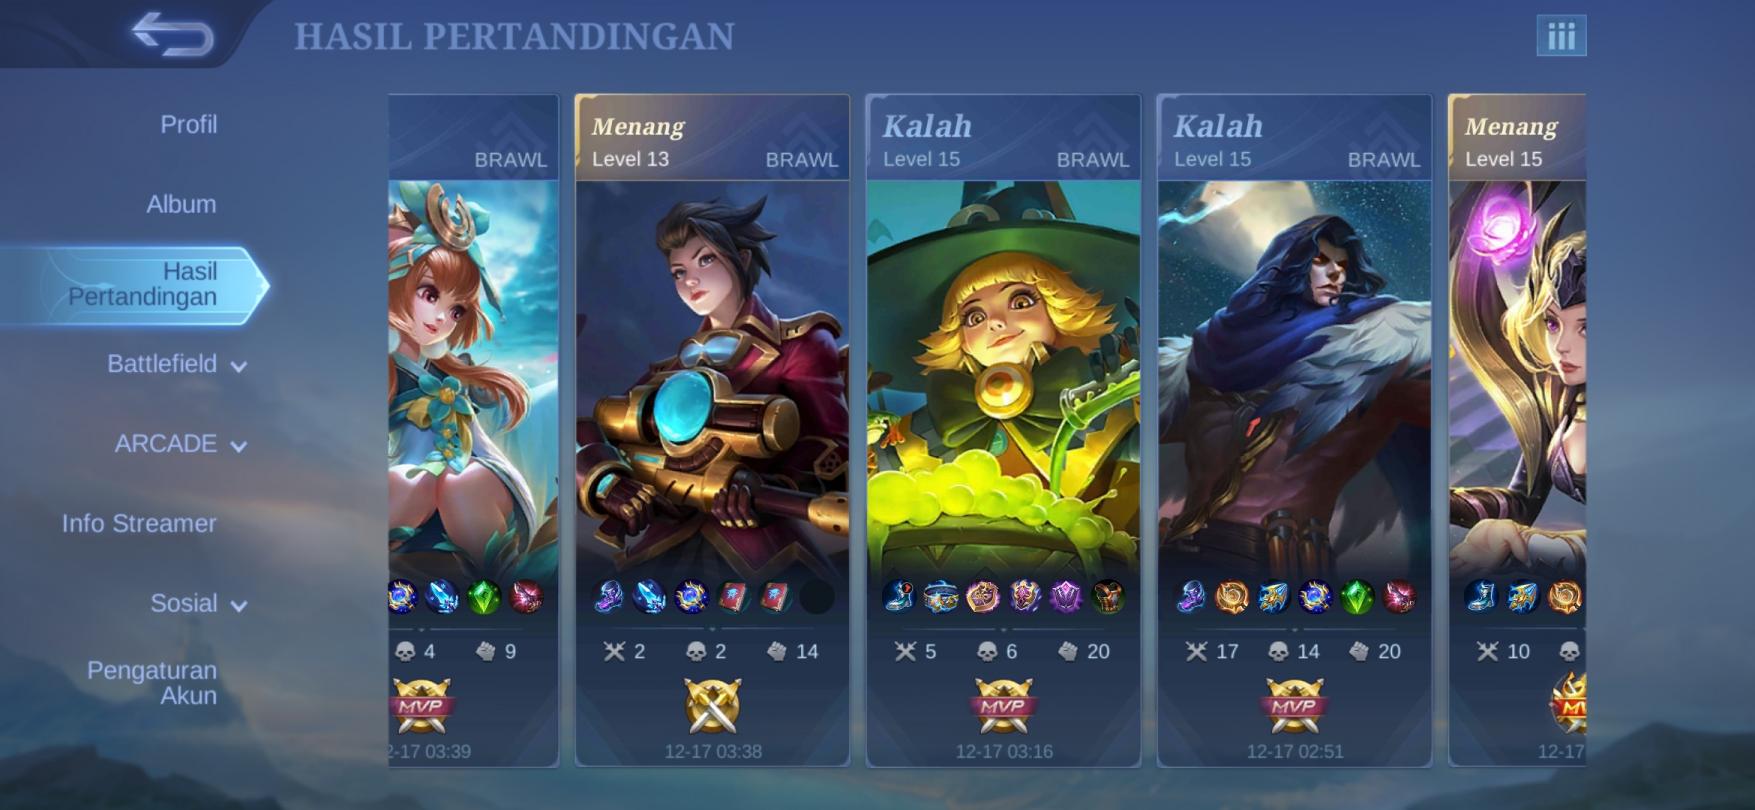 HASIL PERTANDINGAN
Profil
Album
Hasil
Pertandingan
Battlefield
ARCADE
Info Streamer
Sosial
Pengaturan
Akun
BRAWL
4
9
MVP
2-17 03:39
Menang
Level 13
BRAWL
2
2
14
12-17 03:38
Kalah
Level 15
BRAWL
5
6
20
MVP
12-17 03:16
Kalah
Level 15
BRAWL
17
14
20
MVP
12-17 02:51
Menang
Level 15
10
MV
12-17